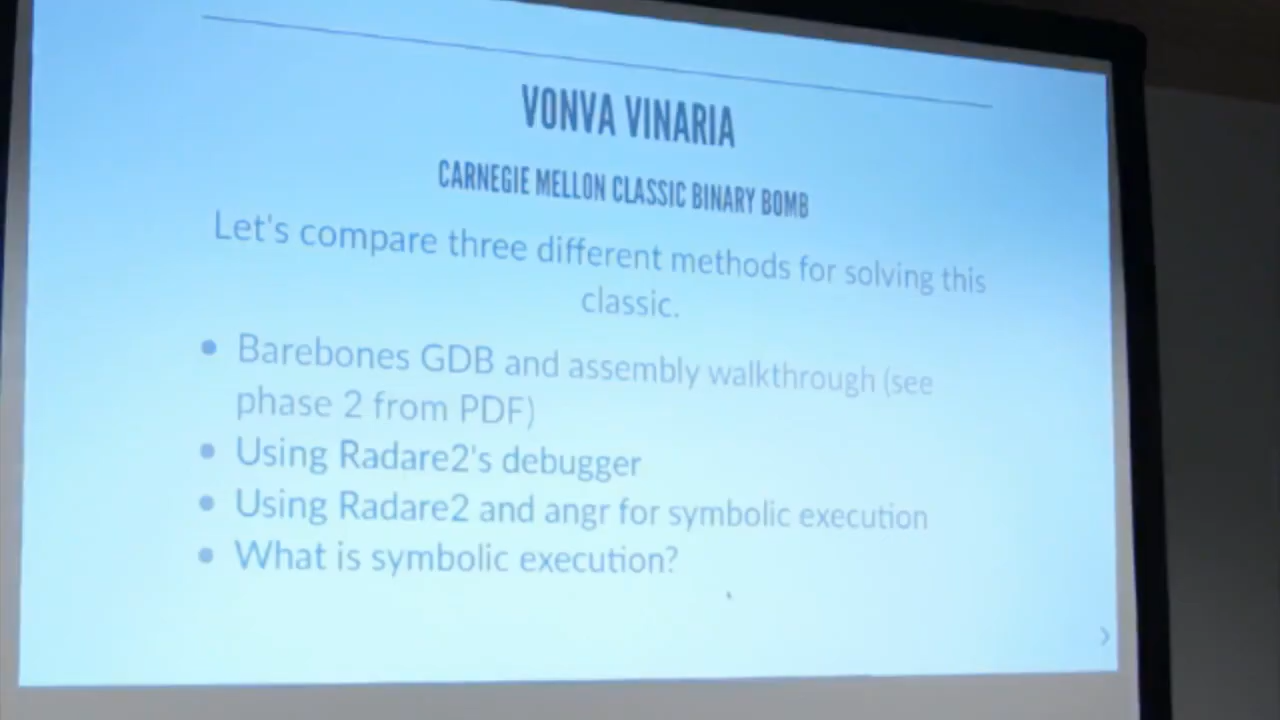 VONVA VINARIA
CARNEGIE MELLON CLASSIC BINARY BOMB
Let's compare three different methods for solving this
classic.
• Barebones GDB and assembly walkthrough (see
phase 2 from PDF)
• Using Radare2's debugger
• Using Radare2 and angr for symbolic execution
• What is symbolic execution?